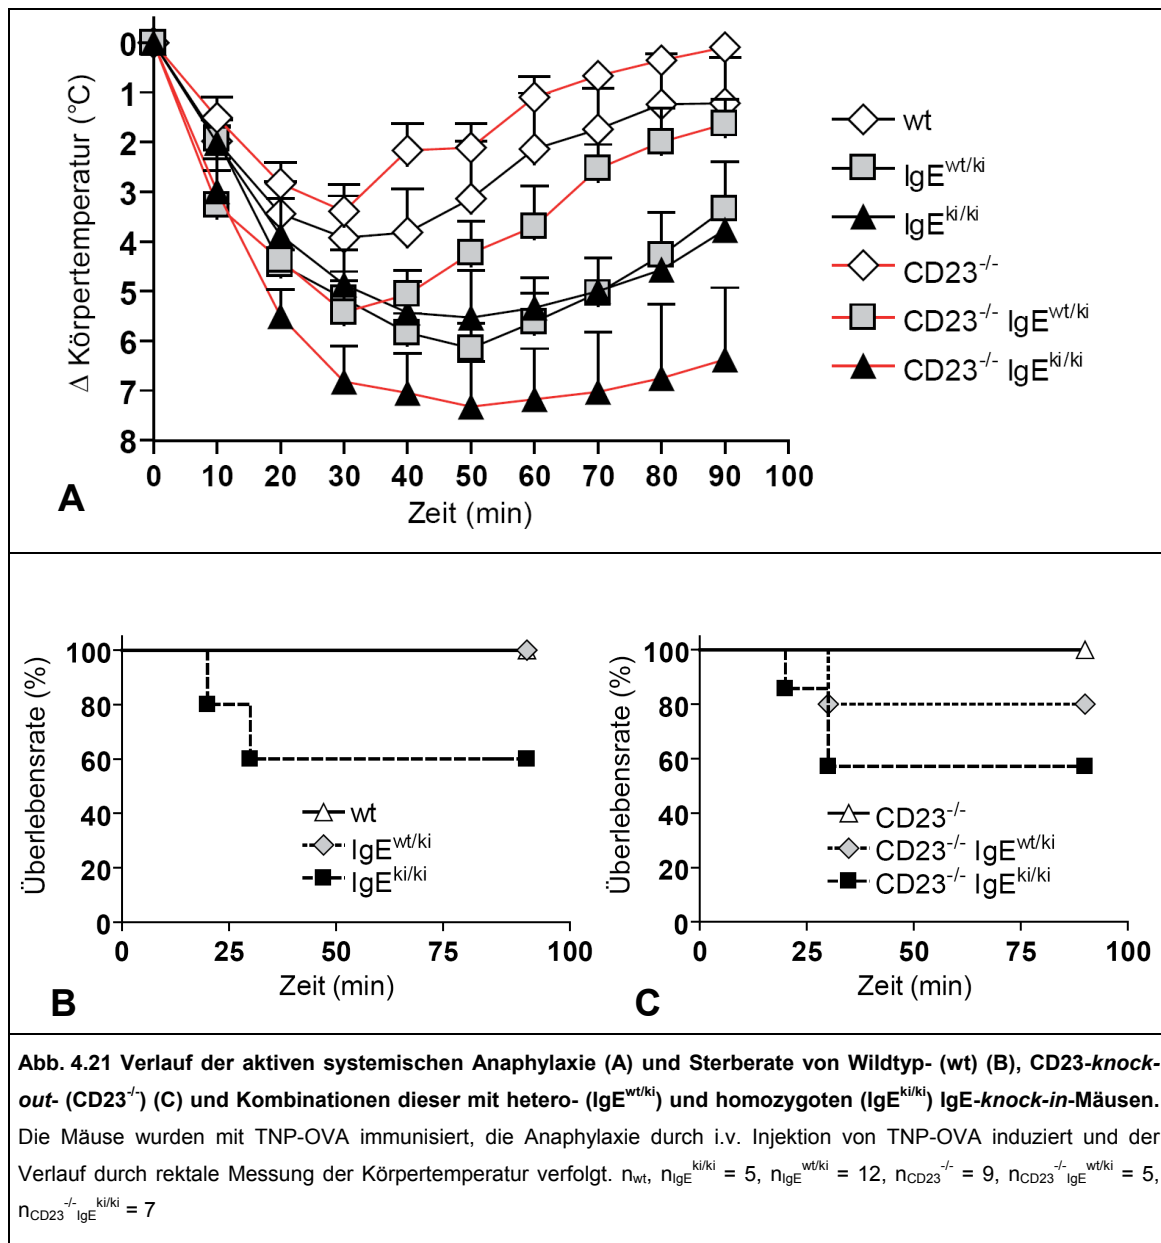 0
1
2
3
4
5
6
7
8
Δ Körpertemperatur (°C)
0 10 20 30 40 50 60 70 80 90 100
Zeit (min)
A
wt
IgE^wt/ki
IgE^ki/ki
CD23^-/-
CD23^-/- IgE^wt/ki
CD23^-/- IgE^ki/ki
100
80
60
40
20
0
Überlebensrate (%)
wt
IgE^wt/ki
IgE^ki/ki
0 25 50 75 100
Zeit (min)
B
100
80
60
40
20
0
Überlebensrate (%)
CD23^-/-
CD23^-/- IgE^wt/ki
CD23^-/- IgE^ki/ki
0 25 50 75 100
Zeit (min)
C
Abb. 4.21 Verlauf der aktiven systemischen Anaphylaxie (A) und Sterberate von Wildtyp- (wt) (B), CD23-knock-
out- (CD23^-/-) (C) und Kombinationen dieser mit hetero- (IgE^wt/ki) und homozygoten (IgE^ki/ki) IgE-knock-in-Mäusen.
Die Mäuse wurden mit TNP-OVA immunisiert, die Anaphylaxie durch i.v. Injektion von TNP-OVA induziert und der
Verlauf durch rektale Messung der Körpertemperatur verfolgt. n_wt, n_IgE^ki/ki = 5, n_IgE^wt/ki = 12, n_CD23^-/- = 9, n_CD23^-/-_IgE^wt/ki = 5,
n_CD23^-/-_IgE^ki/ki = 7